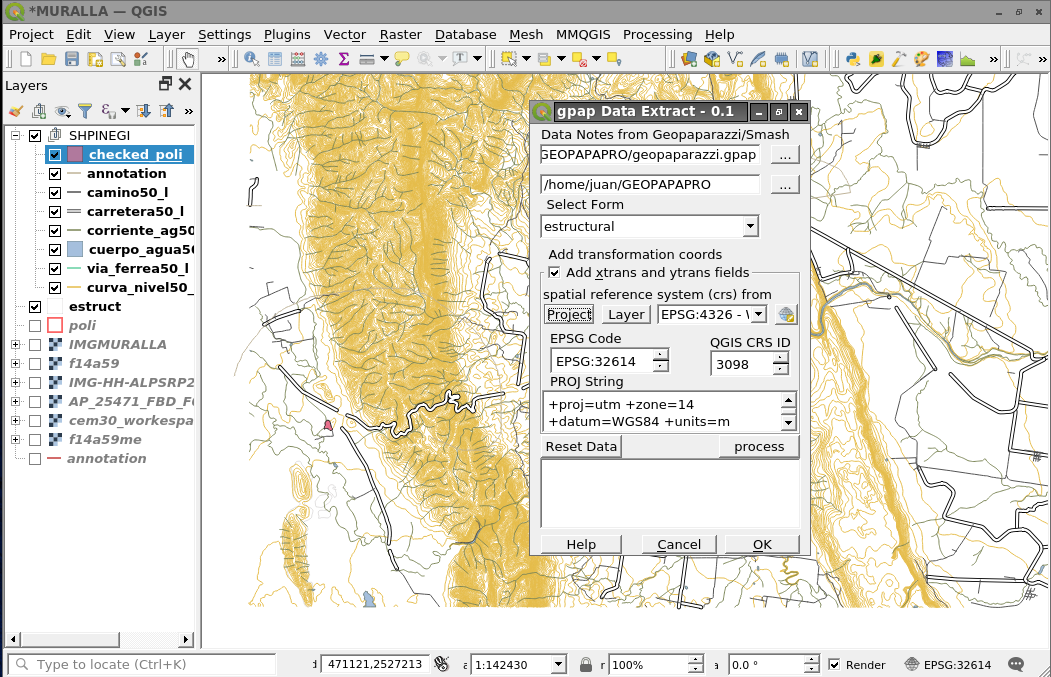 *MURALLA — QGIS
Project Edit View Layer Settings Plugins Vector Raster Database Mesh MMQGIS Processing Help
Layers
SHPINEGI
checked_poli
annotation
camino50_l
carretera50_l
corriente_ag50
cuerpo_agua50
via_ferrea50_l
curva_nivel50_
estruct
poli
IMGMURALLA
f14a59
IMG-HH-ALPSRP2
AP_25471_FBD_F
cem30_workespa
f14a59me
annotation
gpap Data Extract - 0.1
Data Notes from Geopaparazzi/Smash
GEOPAPAPRO/geopaparazzi.gpap ...
/home/juan/GEOPAPAPRO ...
Select Form
estructural
Add transformation coords
Add xtrans and ytrans fields
spatial reference system (crs) from
Project Layer EPSG:4326 -
EPSG Code QGIS CRS ID
EPSG:32614 3098
PROJ String
+proj=utm +zone=14
+datum=WGS84 +units=m
Reset Data process
Help Cancel OK
Type to locate (Ctrl+K) 471121,2527213 1:142430 r 100% 0.0 ° Render EPSG:32614